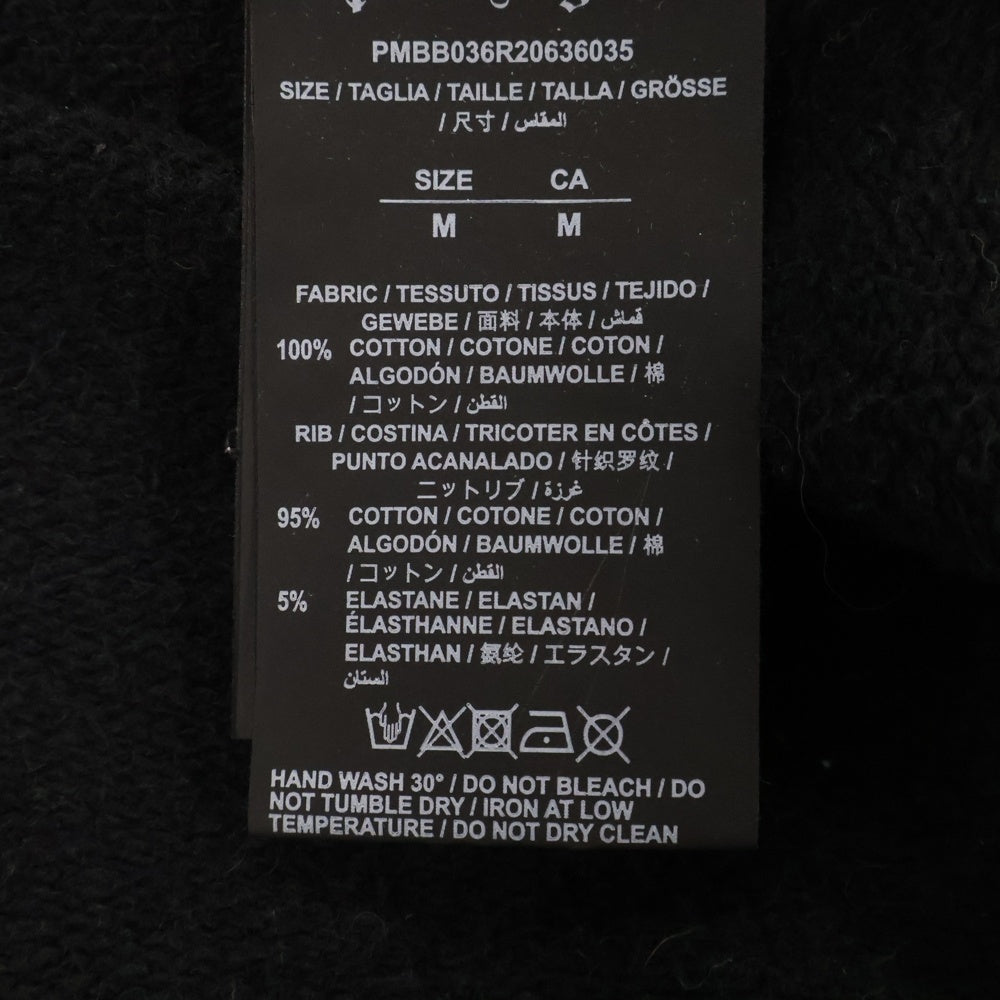 PMBB036R20636035
SIZE / TAGLIA / TAILLE / TALLA / GRÖSSE
/ 尺寸 / المقاس
SIZE CA
M M
FABRIC / TESSUTO / TISSUS / TEJIDO /
GEWEBE / 面料 / 本体 / قماش
100% COTTON / COTONE / COTON /
ALGODÓN / BAUMWOLLE / 棉
/ コットン / القطن
RIB / COSTINA / TRICOTER EN CÔTES /
PUNTO ACANALADO / 针织罗纹 /
ニットリブ / غرزة
95% COTTON / COTONE / COTON /
ALGODÓN / BAUMWOLLE / 棉
/ コットン / القطن
5% ELASTANE / ELASTAN /
ÉLASTHANNE / ELASTANO /
ELASTHAN / 氨纶 / エラスタン /
الستان
HAND WASH 30° / DO NOT BLEACH / DO
NOT TUMBLE DRY / IRON AT LOW
TEMPERATURE / DO NOT DRY CLEAN